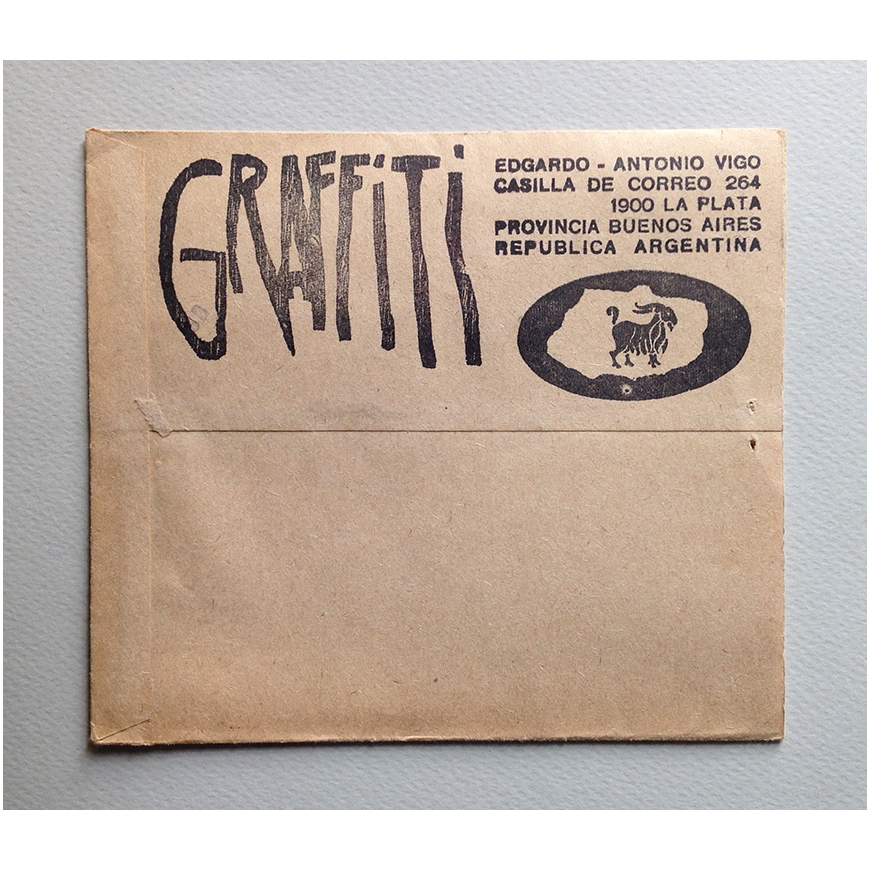 GRAFFiTi
EDGARDO - ANTONIO VIGO
CASILLA DE CORREO 264
1900 LA PLATA
PROVINCIA BUENOS AIRES
REPUBLICA ARGENTINA